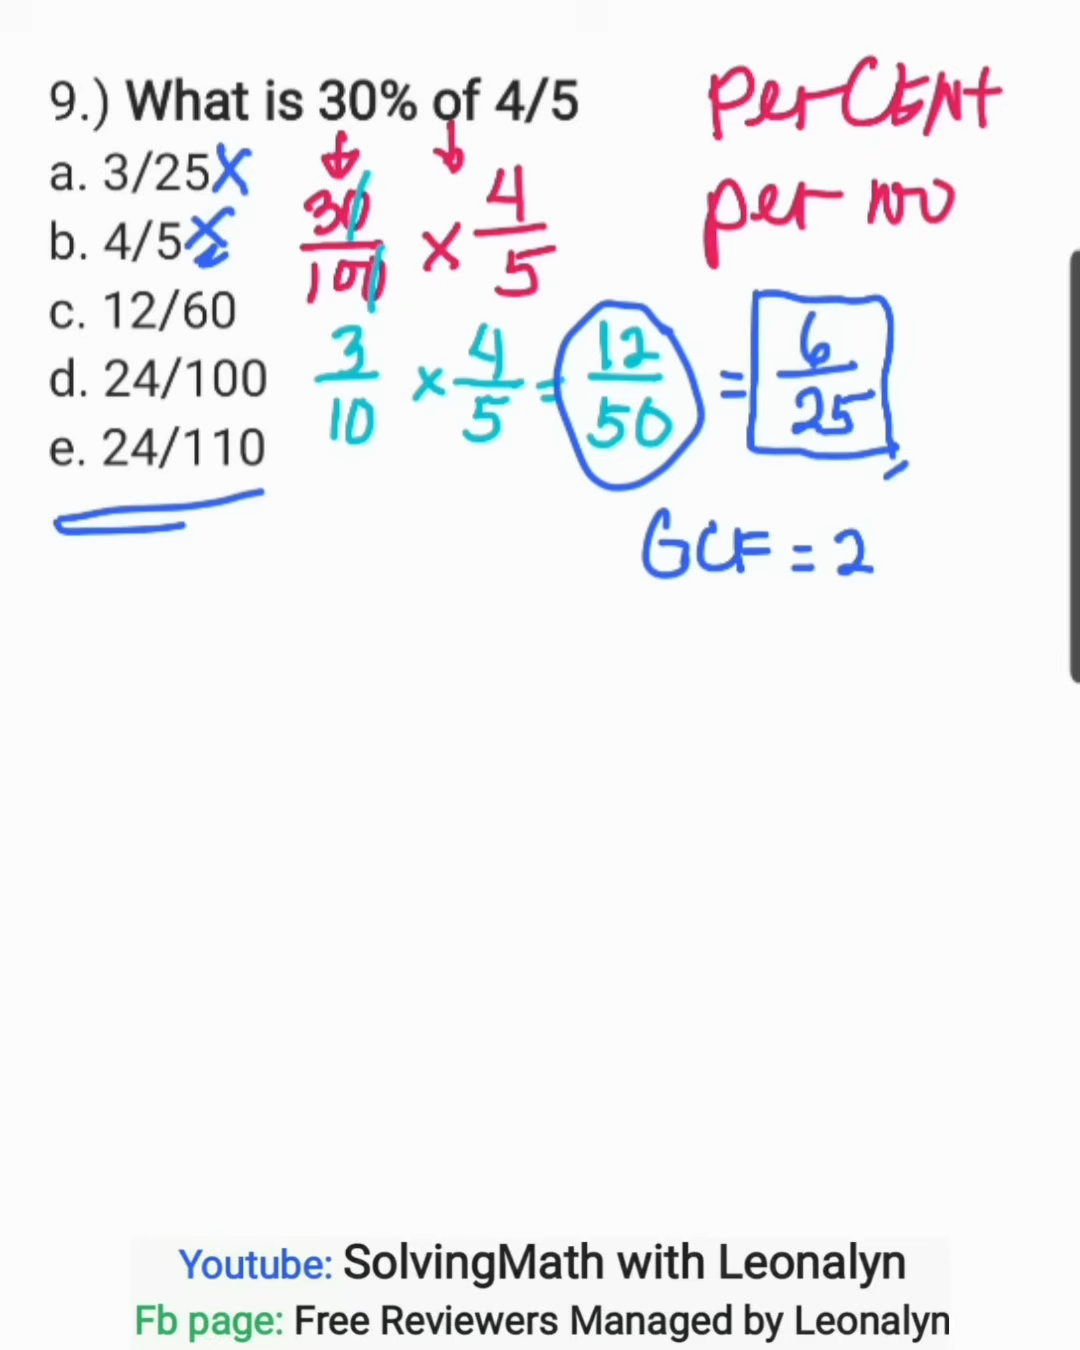 9.) What is 30% of 4/5
PerCENt
a. 3/25X
per 100
30/100 x 4/5
b. 4/5X
c. 12/60
3/10 x 4/5 = 12/50 = 6/25
d. 24/100
e. 24/110
GCF = 2
Youtube: SolvingMath with Leonalyn
Fb page: Free Reviewers Managed by Leonalyn